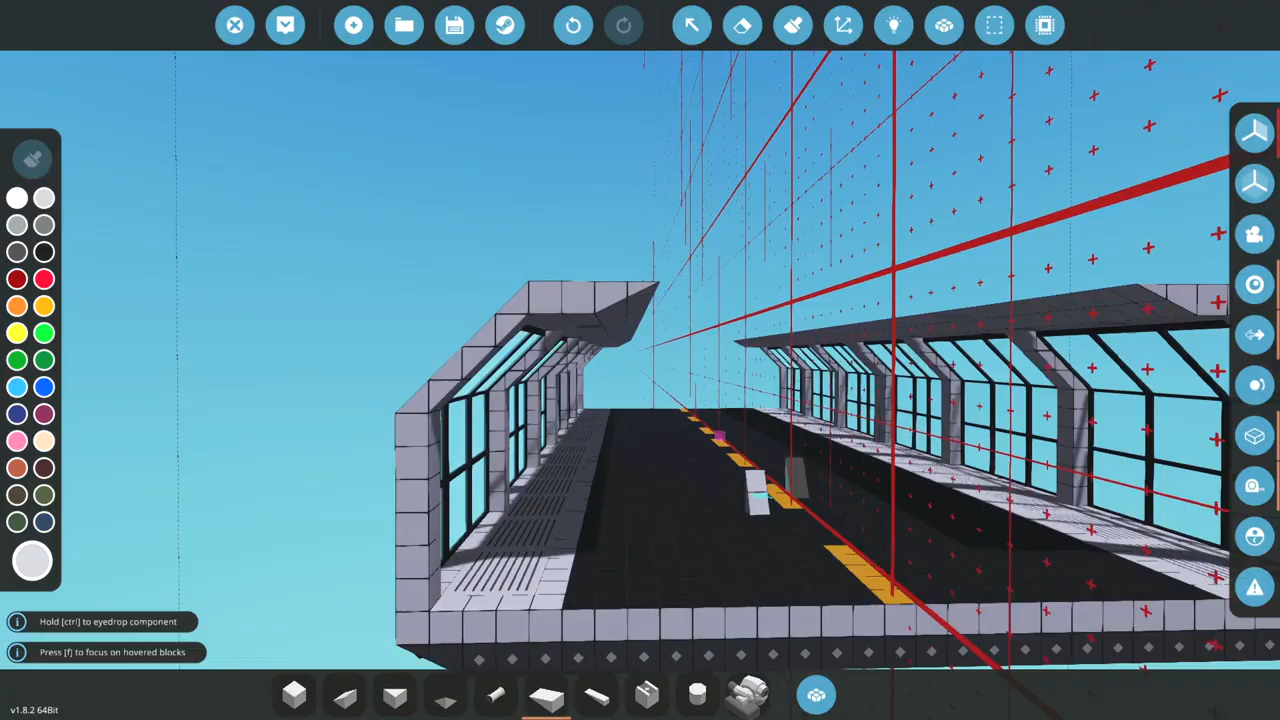 Hold [ctrl] to eyedrop component
Press [f] to focus on hovered blocks
v1.8.2 64Bit